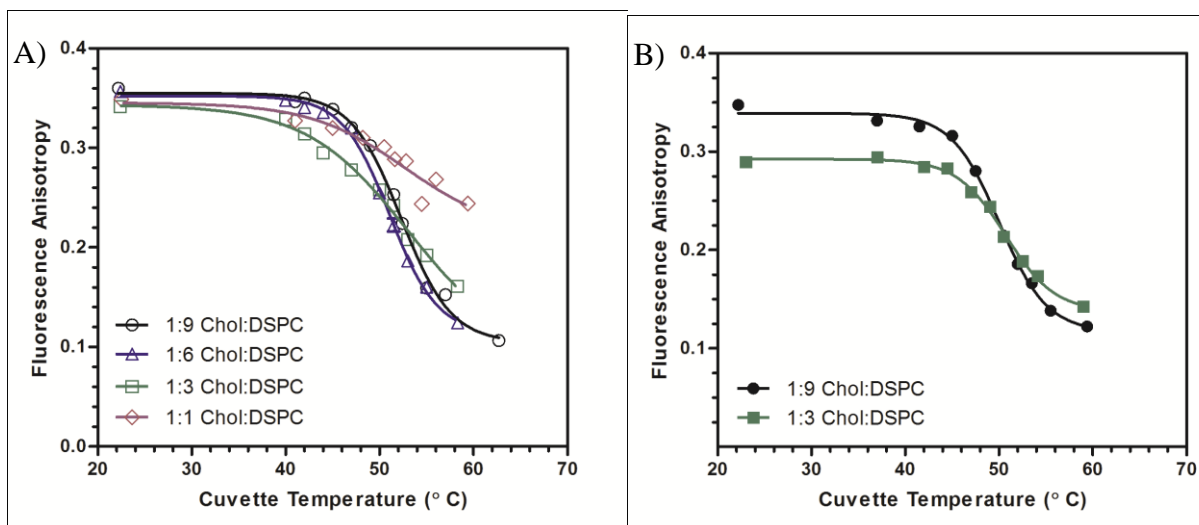 A)
0.4
0.3
0.2
0.1
0.0
Fluorescence Anisotropy
1:9 Chol:DSPC
1:6 Chol:DSPC
1:3 Chol:DSPC
1:1 Chol:DSPC
20 30 40 50 60 70
Cuvette Temperature (° C)
B)
0.4
0.3
0.2
0.1
Fluorescence Anisotropy
1:9 Chol:DSPC
1:3 Chol:DSPC
20 30 40 50 60 70
Cuvette Temperature (° C)